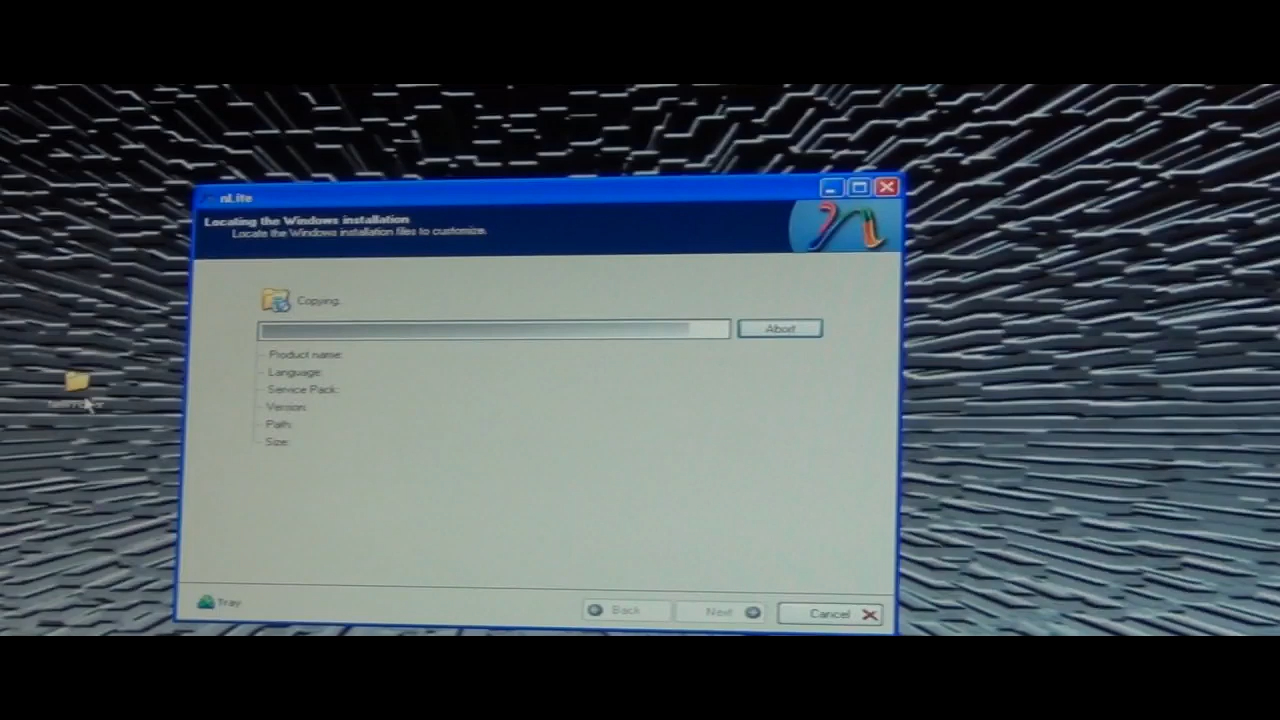 nLite
Locating the Windows installation
Locate the Windows installation files to customize.
Copying.
Abort
Product name:
Language:
Service Pack:
Version:
Path:
Size:
Tray
Back
Next
Cancel